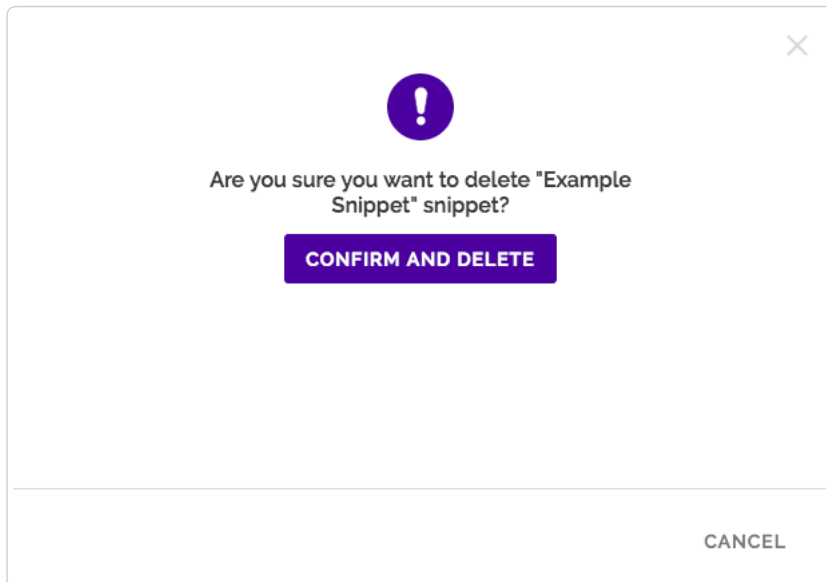 Are you sure you want to delete "Example
Snippet" snippet?
CONFIRM AND DELETE
CANCEL